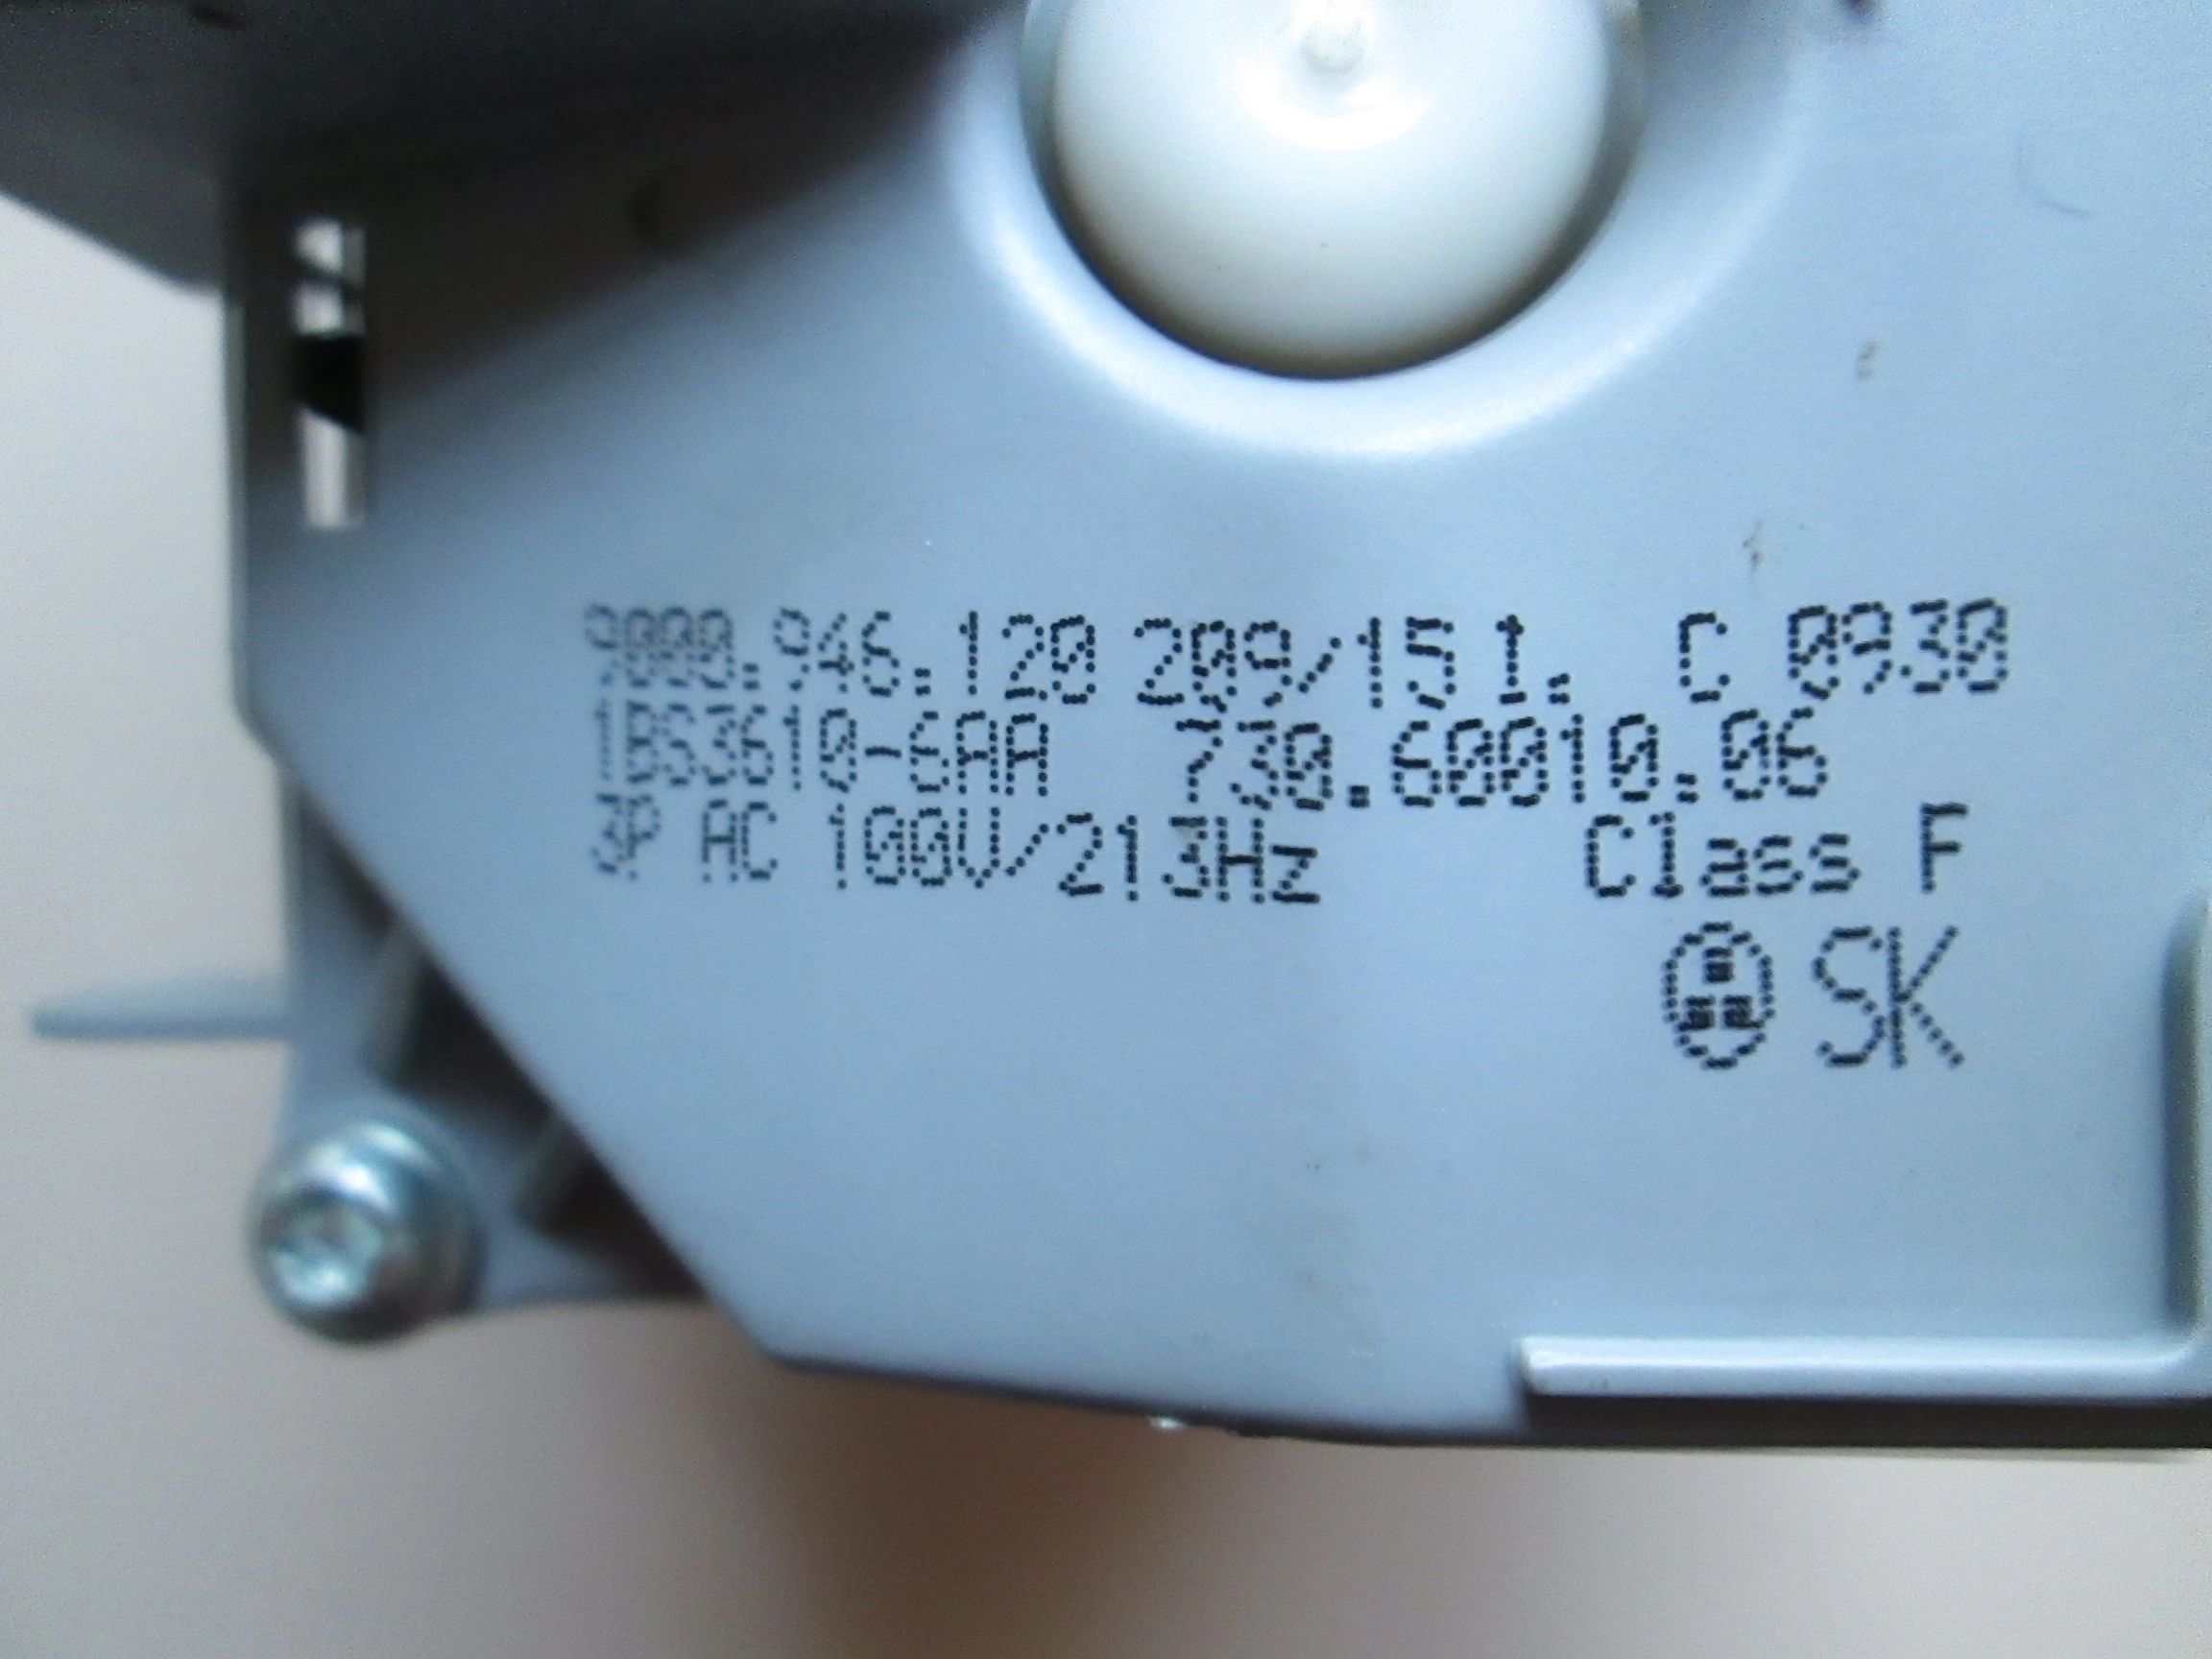 9000.946.120 209/15 1. C 0930
1BS3610-6AA 730.60010.06
3P AC 100V/213Hz Class F
SK